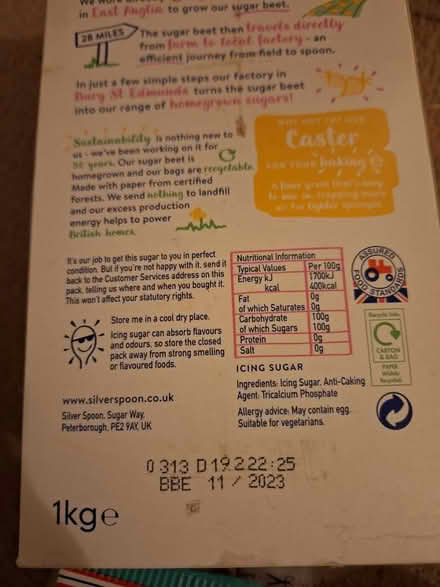 in East Anglia to grow our sugar beet.
28 MILES
The sugar beet then travels directly
from farm to local factory - an
efficient journey from field to spoon.
In just a few simple steps our factory in
Bury St Edmunds turns the sugar beet
into our range of homegrown sugars!
Sustainability is nothing new to
us - we've been working on it for
years. Our sugar beet is
homegrown and our bags are recyclable.
Made with paper from certified
forests. We send nothing to landfill
and our excess production
energy helps to power
British homes.
WHY NOT TRY OUR
Caster
FOR YOUR baking
It's our job to get this sugar to you in perfect
condition. But if you're not happy with it, send it
back to the Customer Services address on this
pack, telling us where and when you bought it.
This won't affect your statutory rights.
Store me in a cool dry place.
Icing sugar can absorb flavours
and odours, so store the closed
pack away from strong smelling
or flavoured foods.
www.silverspoon.co.uk
Silver Spoon, Sugar Way,
Peterborough, PE2 9AY, UK
Nutritional Information
Typical Values Per 100g
Energy kJ 1700kJ
kcal 400kcal
Fat 0g
of which Saturates 0g
Carbohydrate 100g
of which Sugars 100g
Protein 0g
Salt 0g
ICING SUGAR
Ingredients: Icing Sugar, Anti-Caking
Agent: Tricalcium Phosphate
Allergy advice: May contain egg.
Suitable for vegetarians.
ASSURED
FOOD STANDARDS
CARTON
& BAG
PAPER
Widely
Recycled
0313 D 19222:25
BBE 11 / 2023
1kg e